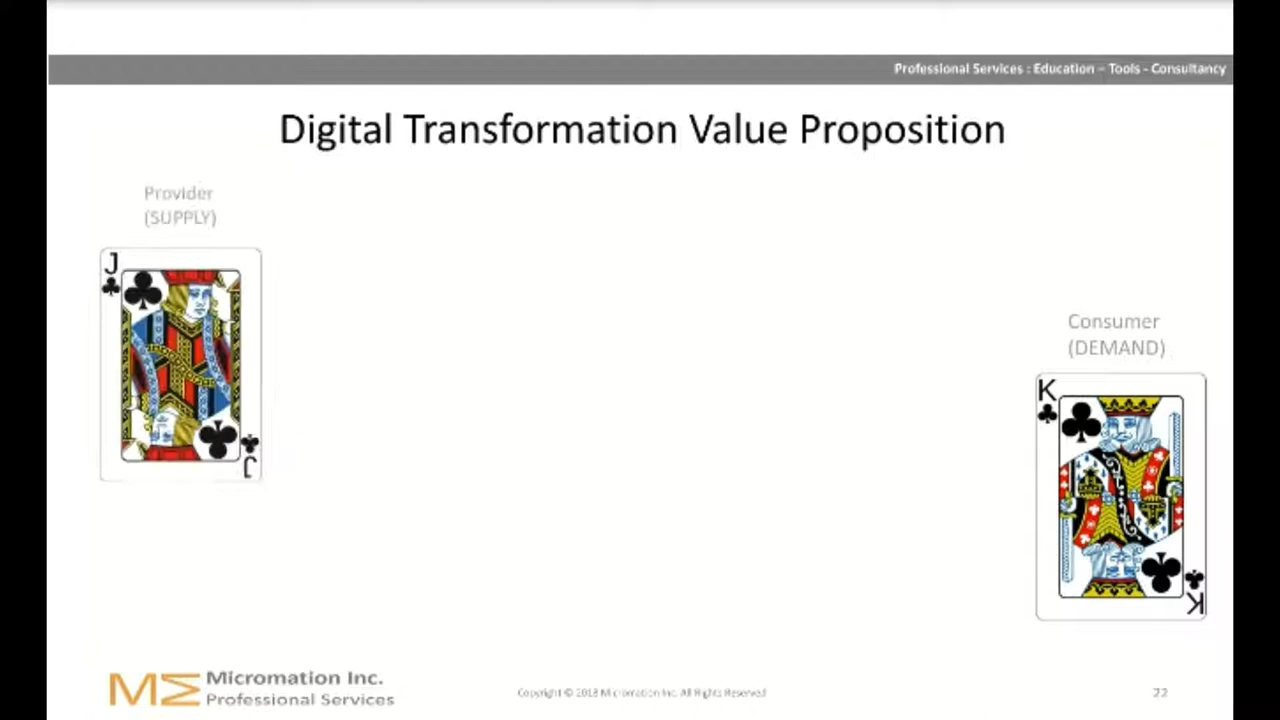 Professional Services : Education – Tools - Consultancy
Digital Transformation Value Proposition
Provider
(SUPPLY)
J
J
Consumer
(DEMAND)
K
K
Micromation Inc.
Professional Services
Copyright © 2018 Micromation Inc. All Rights Reserved
22